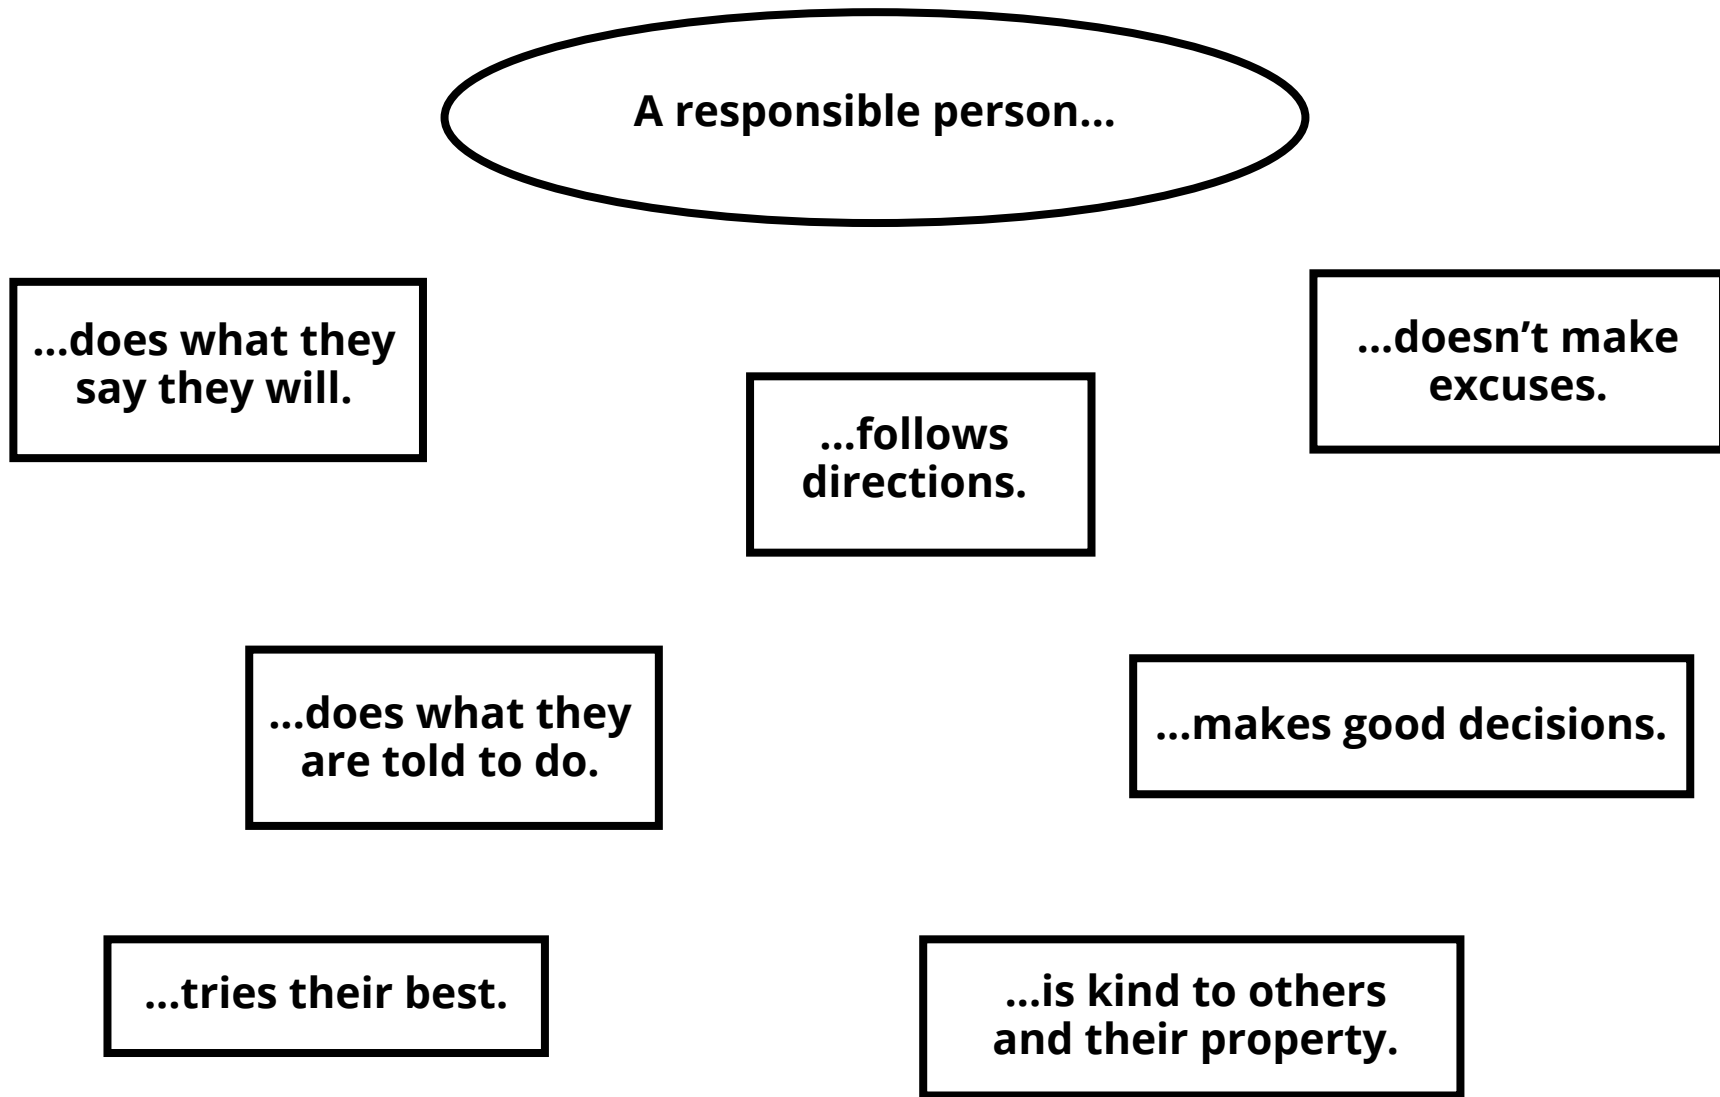 A responsible person...
...does what they
say they will.
...doesn’t make
excuses.
...follows
directions.
...does what they
are told to do.
...makes good decisions.
...tries their best.
...is kind to others
and their property.